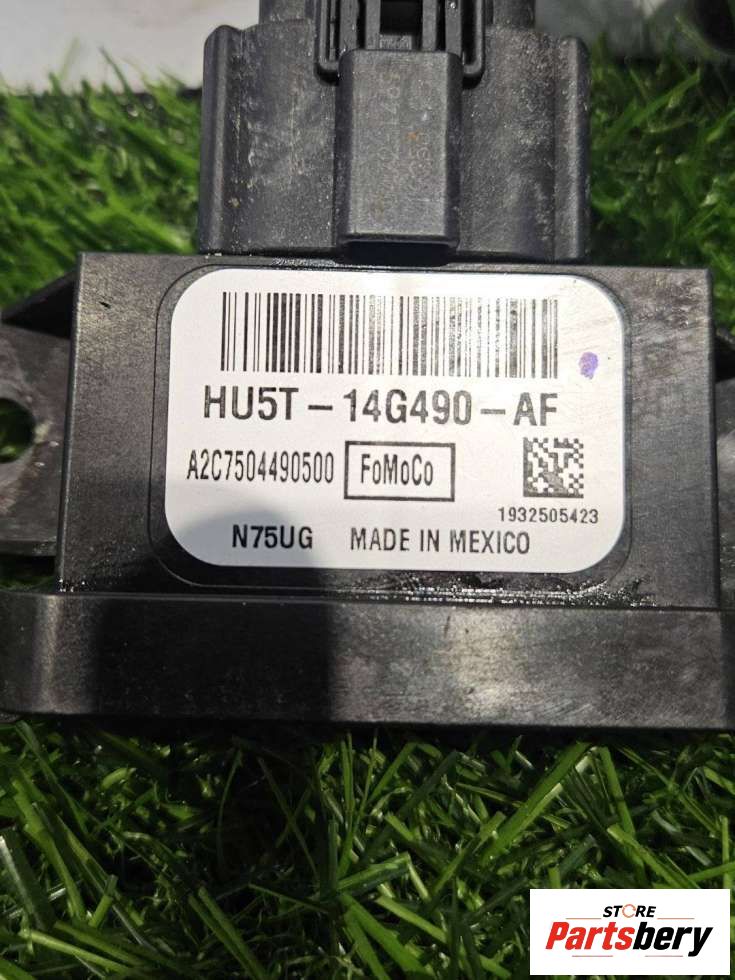 HU5T-14G490-AF
A2C7504490500 FoMoCo
1932505423
N75UG MADE IN MEXICO
STORE
Partsbery